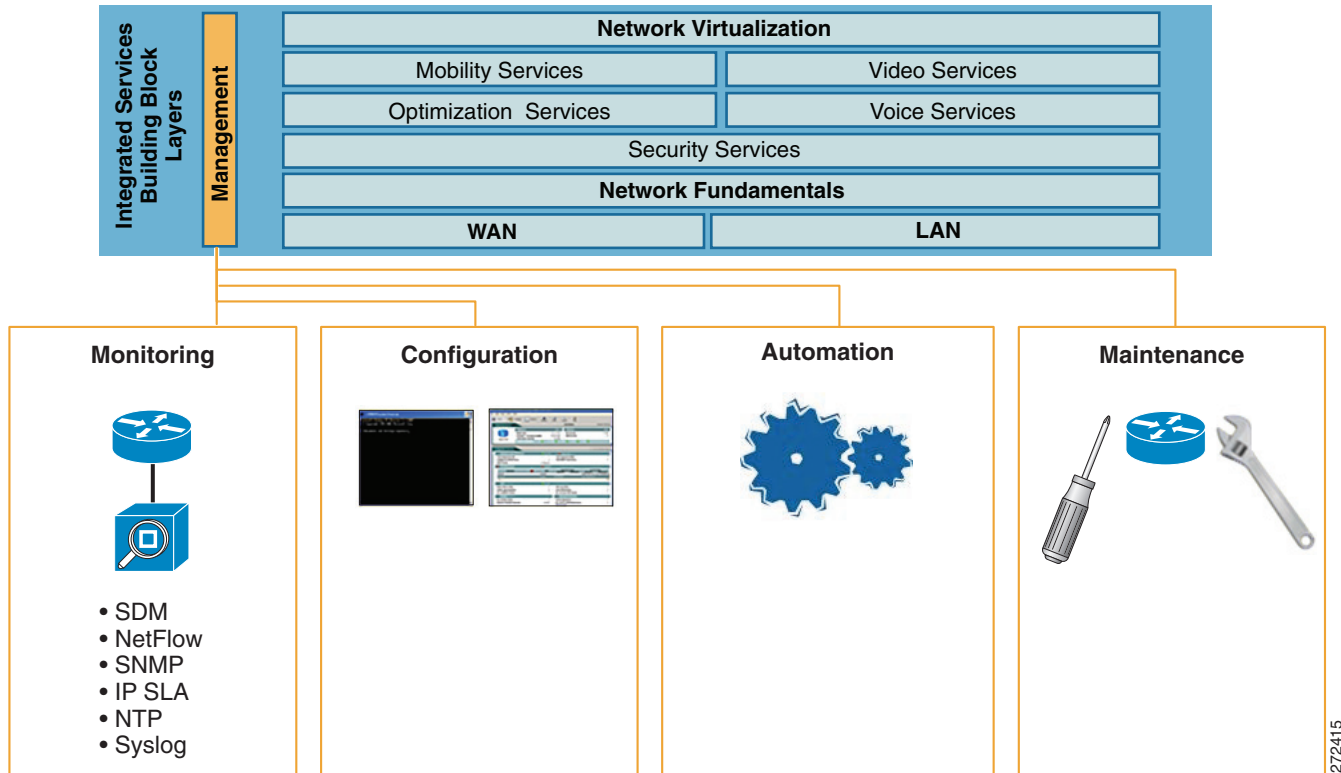 Integrated Services
Building Block
Layers
Management
Network Virtualization
Mobility Services
Video Services
Optimization Services
Voice Services
Security Services
Network Fundamentals
WAN
LAN
Monitoring
• SDM
• NetFlow
• SNMP
• IP SLA
• NTP
• Syslog
Configuration
Automation
Maintenance
272415